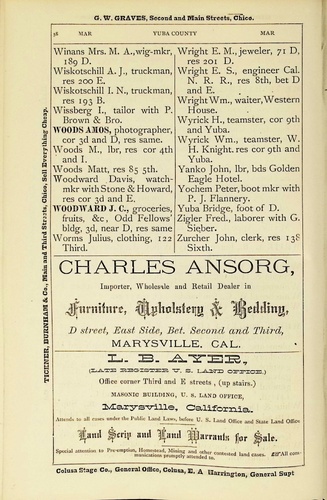 G. W. GRAVES, Second and Main Streets, Chico.
58 MAR YUBA COUNTY MAR
Winans Mrs. M. A., wig-mkr,
189 D.
Wiskotschill A. J., truckman,
res 200 E.
Wiskotschill I. N., truckman,
res 193 B.
Wissberg I., tailor with P.
Brown & Bro.
WOODS AMOS, photographer,
cor 3d and D, res same.
Woods M., lbr, res cor 4th
and I.
Woods Matt, res 85 5th.
Woodward Davis, watch-
mkr with Stone & Howard,
res cor 3d and E.
WOODWARD J. C., groceries,
fruits, &c, Odd Fellows'
bldg, 3d, near D, res same
Worms Julius, clothing, 122
Third.
Wright E. M., jeweler, 71 D,
res 201 D.
Wright E. S., engineer Cal.
N. R. R., res 8th, bet D
and E.
Wright Wm., waiter, Western
House.
Wyrick H., teamster, cor 9th
and Yuba.
Wyrick Wm., teamster, W.
H. Knight. res cor 9th and
Yuba.
Yanko John, lbr, bds Golden
Eagle Hotel.
Yochem Peter, boot mkr with
P. J. Flannery.
Yuba Bridge, foot of D.
Zigler Fred., laborer with G.
Sieber.
Zurcher John, clerk, res 138
Sixth.
CHARLES ANSORG,
Importer, Wholesale and Retail Dealer in
Furniture, Upholstery & Bedding,
D street, East Side, Bet. Second and Third,
MARYSVILLE, CAL.
L. B. AYER,
(LATE REGISTER U. S. LAND OFFICE.)
Office corner Third and E streets, (up stairs.)
MASONIC BUILDING, U. S. LAND OFFICE,
Marysville, California.
Attends to all cases under the Public Land Laws, before U. S. Land Office and State Land Office
Land Scrip and Land Warrants for Sale.
Special attention to Pre-emption, Homestead, Mining and other contested land cases. All communications promptly attended to.
Colusa Stage Co., General Office, Colusa, E. A Harrington, General Supt
TICKNER, BURNHAM & Co., Main and Third Streets, Chico, Sell Everything Cheap.